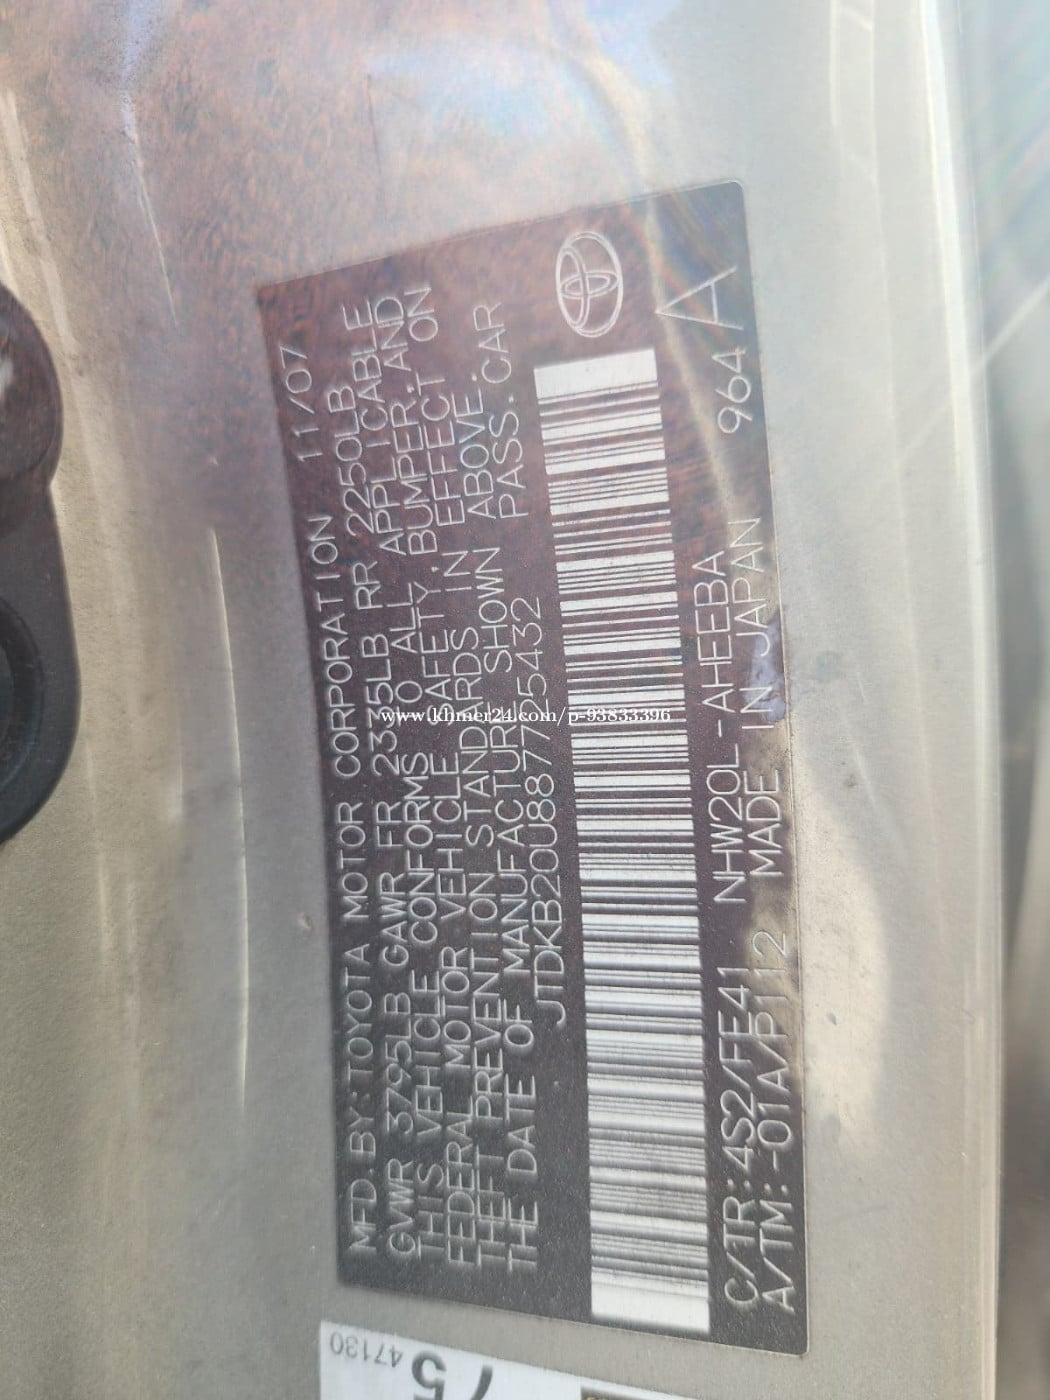 MFD. BY: TOYOTA MOTOR CORPORATION 11/07
GVWR 3795LB GAWR FR 2335LB RR 2250LB
THIS VEHICLE CONFORMS TO ALL APPLICABLE
FEDERAL MOTOR VEHICLE SAFETY, BUMPER, AND
THEFT PREVENTION STANDARDS IN EFFECT ON
THE DATE OF MANUFACTURE SHOWN ABOVE.
PASS. CAR
964 A
C/TR:4S2/FE41 NHW20L-AHEEBA
A/TM:-01A/P112 MADE IN JAPAN
www.khmer24.com/p-93833396
47130
75